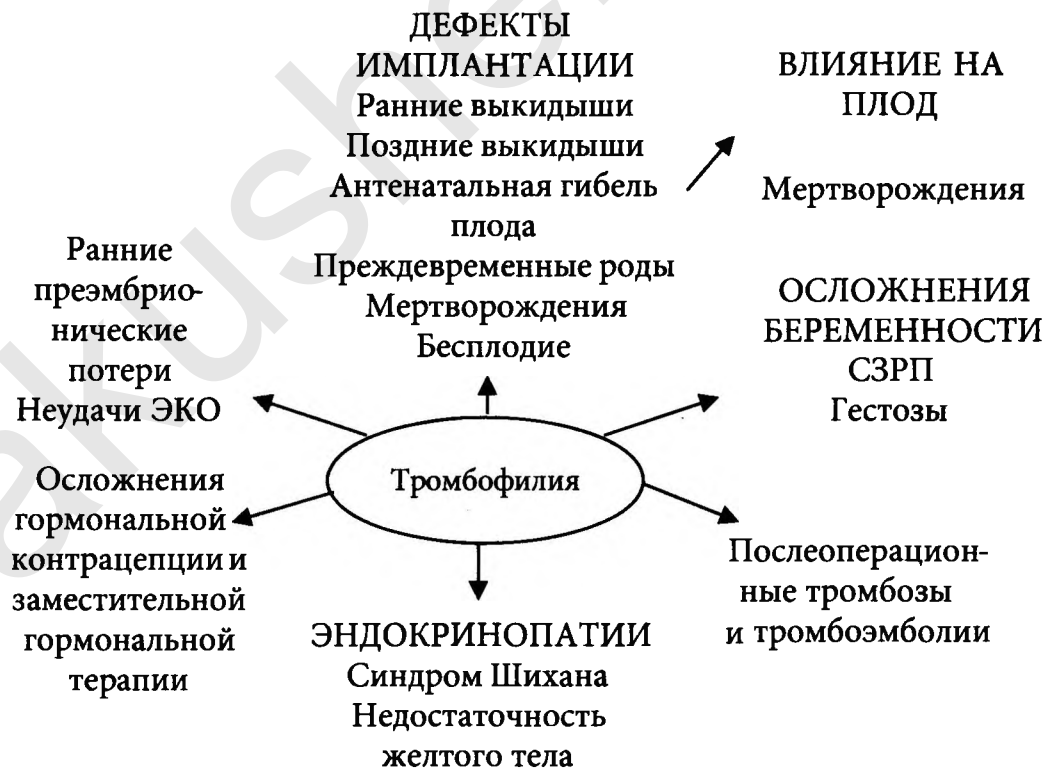 ДЕФЕКТЫ
ИМПЛАНТАЦИИ
Ранние выкидыши
Поздние выкидыши
Антенатальная гибель
плода
Преждевременные роды
Мертворождения
Бесплодие
ВЛИЯНИЕ НА
ПЛОД
Мертворождения
Ранние
преэмбрио-
нические
потери
Неудачи ЭКО
ОСЛОЖНЕНИЯ
БЕРЕМЕННОСТИ
СЗРП
Гестозы
Тромбофилия
Осложнения
гормональной
контрацепции и
заместительной
гормональной
терапии
ЭНДОКРИНОПАТИИ
Синдром Шихана
Недостаточность
желтого тела
Послеоперацион-
ные тромбозы
и тромбоэмболии
akushe